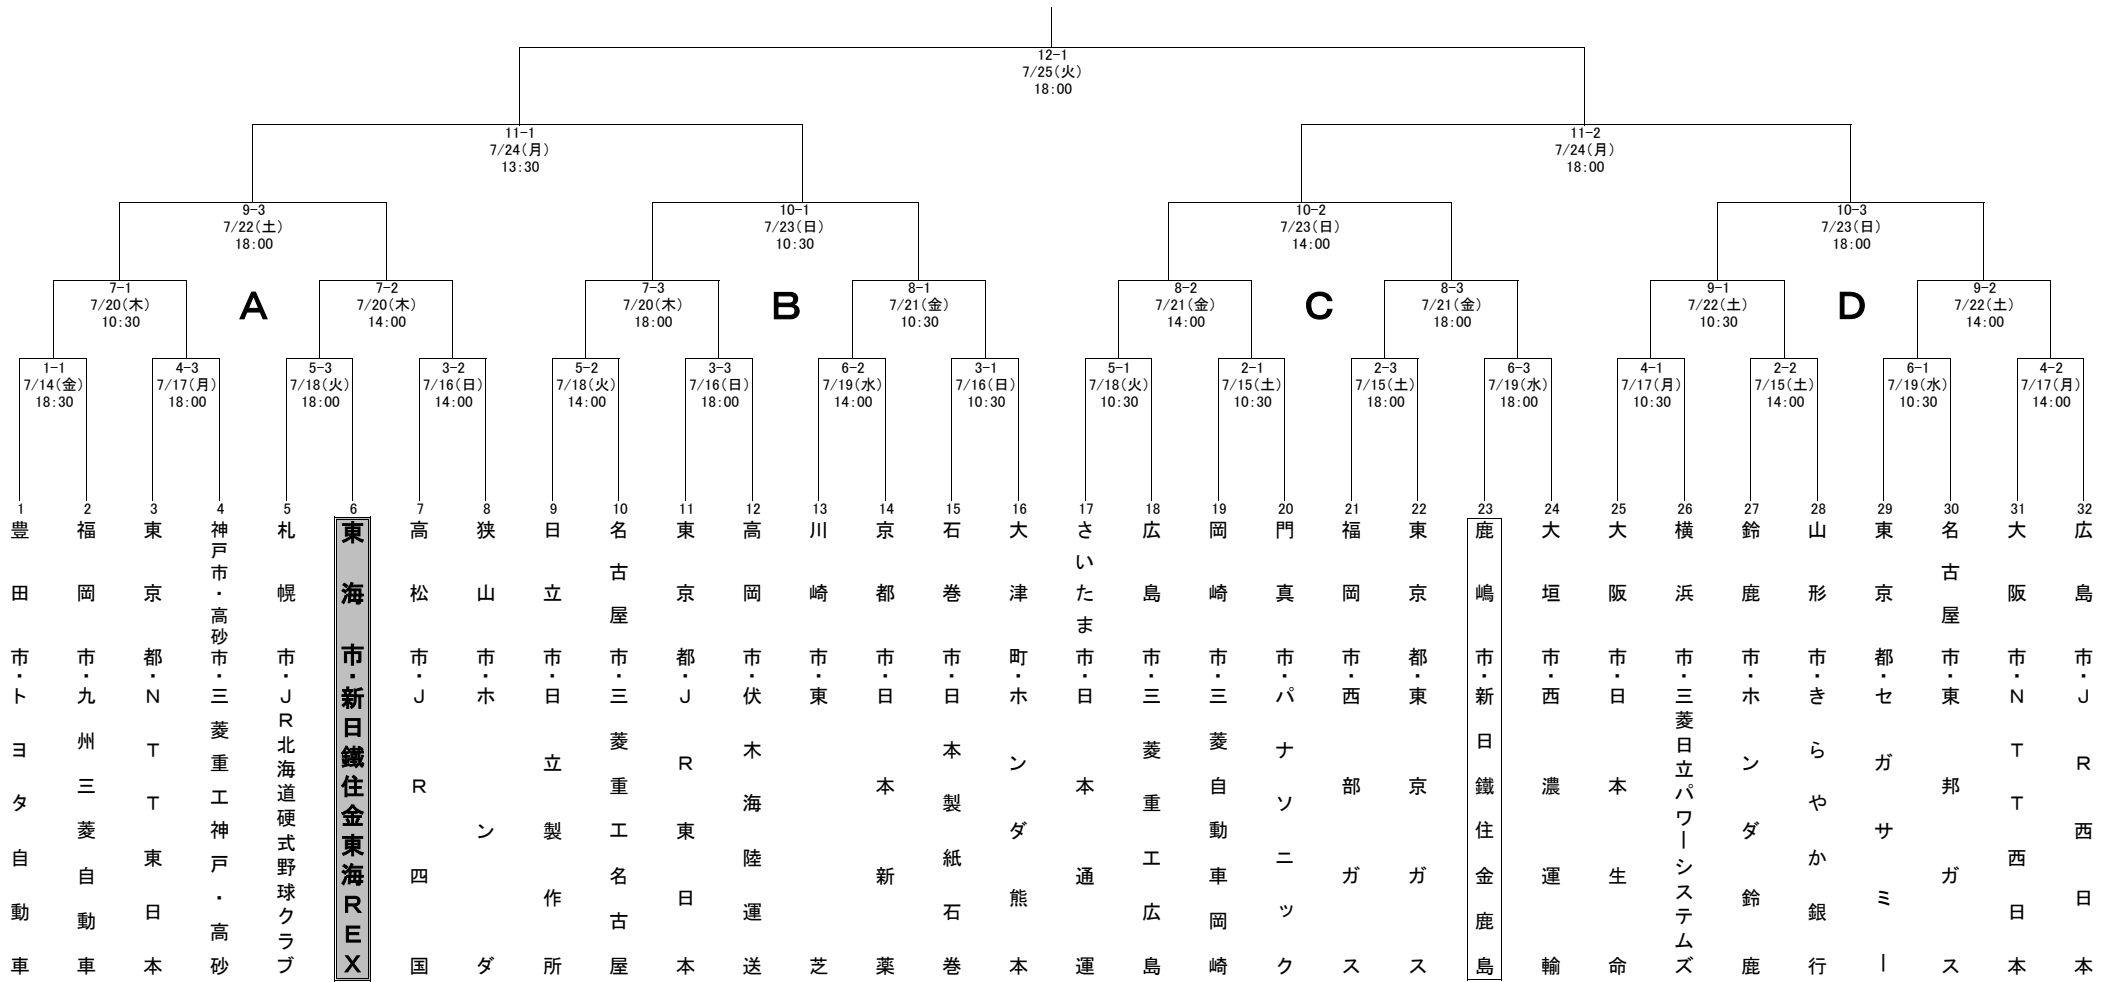 12-1
7/25(火)
18:00
11-1
7/24(月)
13:30
11-2
7/24(月)
18:00
9-3
7/22(土)
18:00
10-1
7/23(日)
10:30
10-2
7/23(日)
14:00
10-3
7/23(日)
18:00
7-1
7/20(木)
10:30
A
7-2
7/20(木)
14:00
7-3
7/20(木)
18:00
B
8-1
7/21(金)
10:30
8-2
7/21(金)
14:00
C
8-3
7/21(金)
18:00
9-1
7/22(土)
10:30
D
9-2
7/22(土)
14:00
1-1
7/14(金)
18:30
4-3
7/17(月)
18:00
5-3
7/18(火)
18:00
3-2
7/16(日)
14:00
5-2
7/18(火)
14:00
3-3
7/16(日)
18:00
6-2
7/19(水)
14:00
3-1
7/16(日)
10:30
5-1
7/18(火)
10:30
2-1
7/15(土)
10:30
2-3
7/15(土)
18:00
6-3
7/19(水)
18:00
4-1
7/17(月)
10:30
2-2
7/15(土)
14:00
6-1
7/19(水)
10:30
4-2
7/17(月)
14:00
1
豊田市・トヨタ自動車
2
福岡市・九州三菱自動車
3
東京都・NTT東日本
4
神戸市・高砂市・三菱重工神戸・高砂
5
札幌市・JR北海道硬式野球クラブ
6
東海市・新日鐵住金東海REX
7
高松市・JR四国
8
狭山市・ホンダ
9
日立市・日立製作所
10
名古屋市・三菱重工名古屋
11
東京都・JR東日本
12
高岡市・伏木海陸運送
13
川崎市・東芝
14
京都市・日本新薬
15
石巻市・日本製紙石巻
16
大津町・ホンダ熊本
17
さいたま市・日本通運
18
広島市・三菱重工広島
19
岡崎市・三菱自動車岡崎
20
門真市・パナソニック
21
福岡市・西部ガス
22
東京都・東京ガス
23
鹿嶋市・新日鐵住金鹿島
24
大垣市・西濃運輸
25
大阪市・日本生命
26
横浜市・三菱日立パワーシステムズ
27
鈴鹿市・ホンダ鈴鹿
28
山形市・きらやか銀行
29
東京都・セガサミー
30
名古屋市・東邦ガス
31
大阪市・NTT西日本
32
広島市・JR西日本